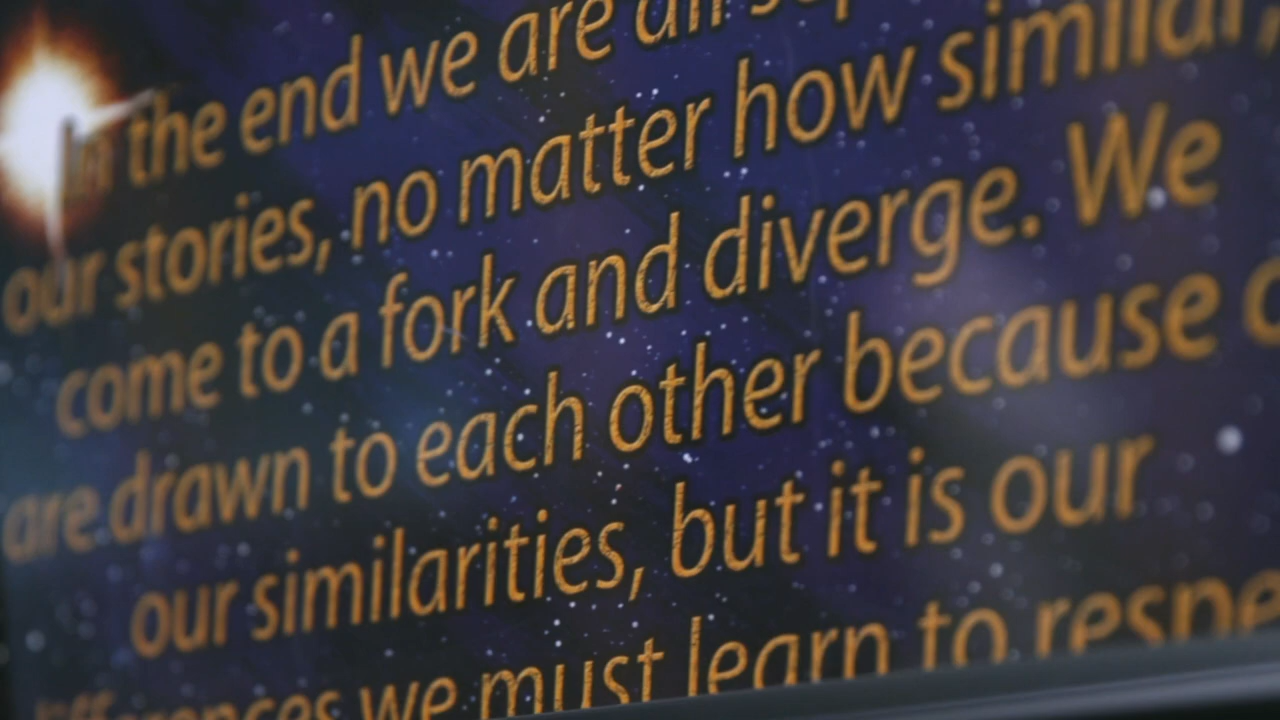 In the end we are all
our stories, no matter how similar,
come to a fork and diverge. We
are drawn to each other because
our similarities, but it is our
differences we must learn to